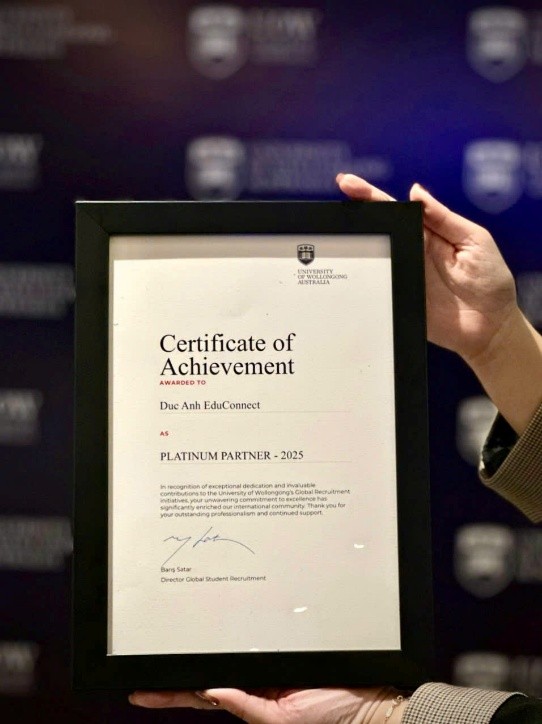 UNIVERSITY
OF WOLLONGONG
AUSTRALIA
Certificate of
Achievement
AWARDED TO
Duc Anh EduConnect
AS
PLATINUM PARTNER - 2025
In recognition of exceptional dedication and invaluable
contributions to the University of Wollongong's Global Recruitment
initiatives, your unwavering commitment to excellence has
significantly enriched our international community. Thank you for
your outstanding professionalism and continued support.
Barış Satar
Director Global Student Recruitment